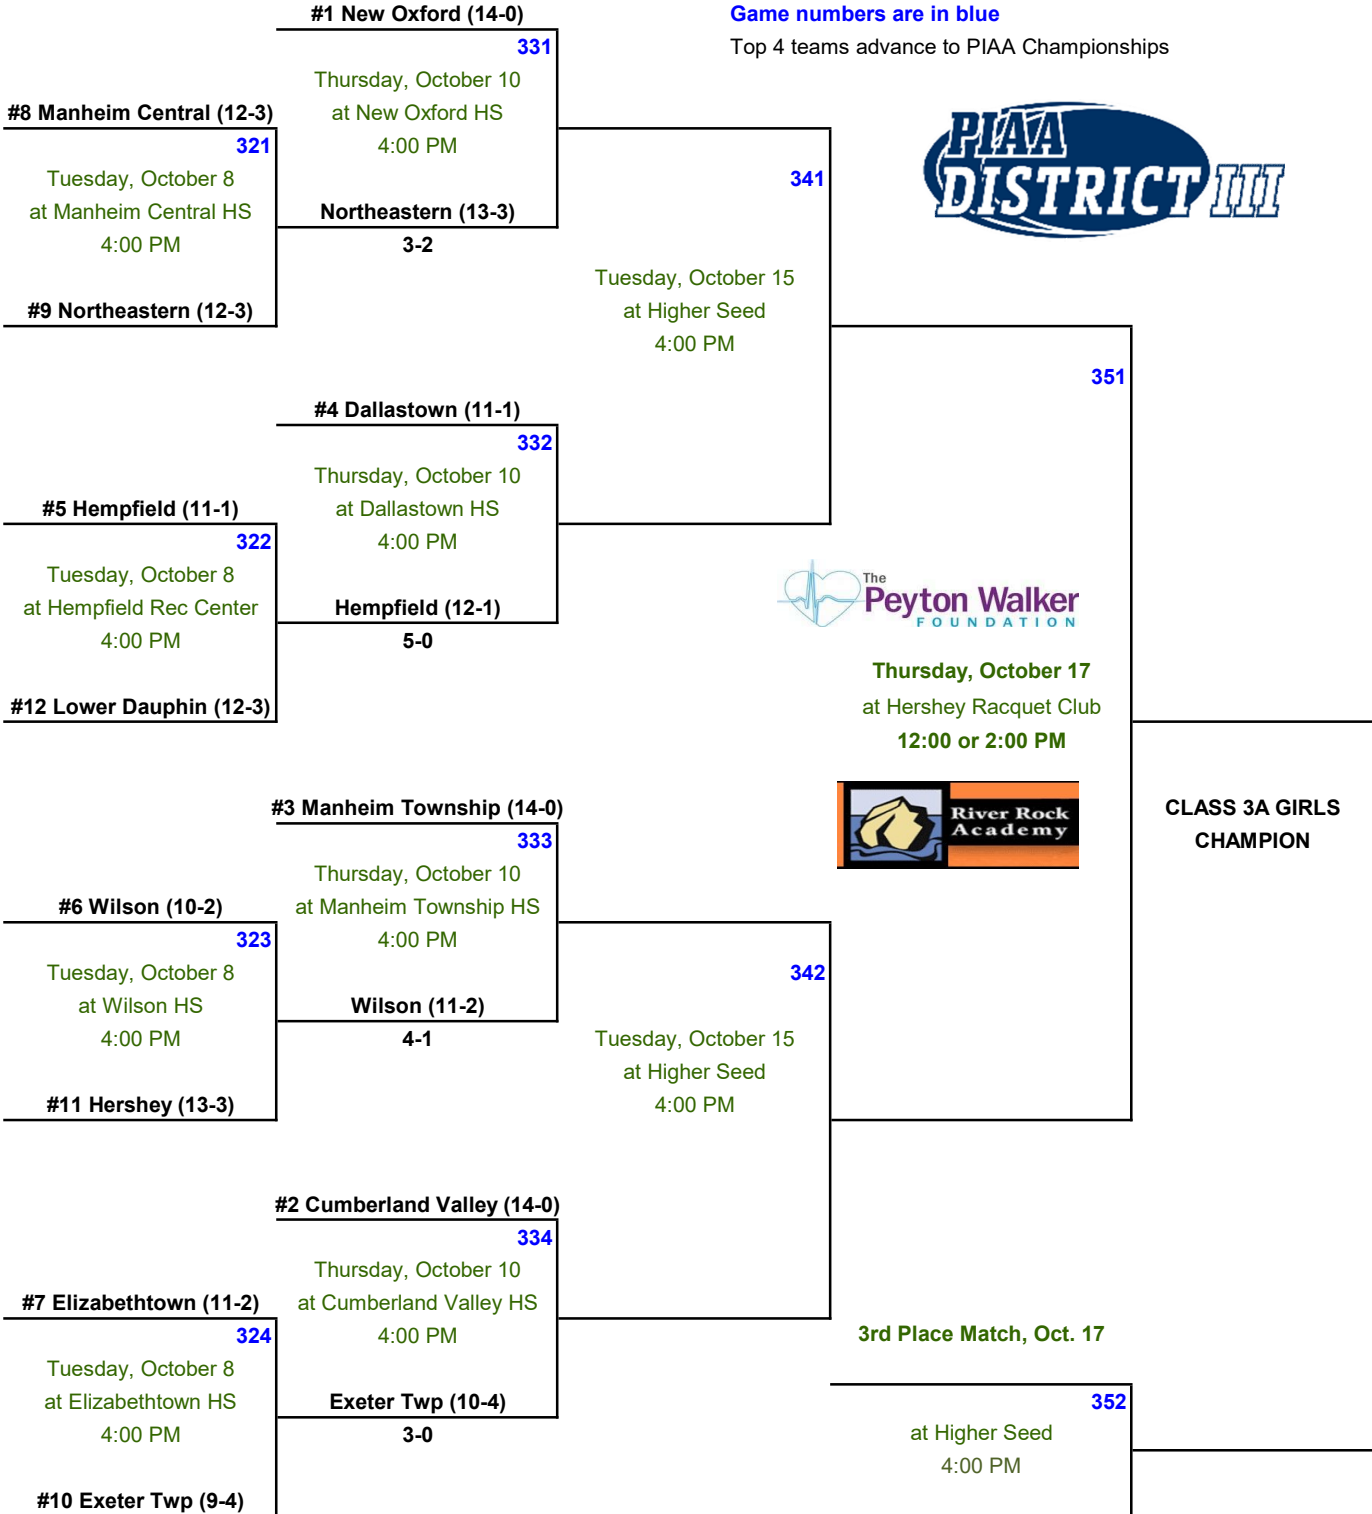 #1 New Oxford (14-0)
Game numbers are in blue
331
Top 4 teams advance to PIAA Championships
Thursday, October 10
at New Oxford HS
4:00 PM
#8 Manheim Central (12-3)
321
Tuesday, October 8
at Manheim Central HS
4:00 PM
Northeastern (13-3)
3-2
#9 Northeastern (12-3)
341
Tuesday, October 15
at Higher Seed
4:00 PM
PIAA
DISTRICT III
351
#4 Dallastown (11-1)
332
Thursday, October 10
at Dallastown HS
4:00 PM
#5 Hempfield (11-1)
322
Tuesday, October 8
at Hempfield Rec Center
4:00 PM
Hempfield (12-1)
5-0
#12 Lower Dauphin (12-3)
The
Peyton Walker
FOUNDATION
Thursday, October 17
at Hershey Racquet Club
12:00 or 2:00 PM
River Rock
Academy
CLASS 3A GIRLS
CHAMPION
#3 Manheim Township (14-0)
333
Thursday, October 10
at Manheim Township HS
4:00 PM
#6 Wilson (10-2)
323
Tuesday, October 8
at Wilson HS
4:00 PM
Wilson (11-2)
4-1
#11 Hershey (13-3)
342
Tuesday, October 15
at Higher Seed
4:00 PM
#2 Cumberland Valley (14-0)
334
Thursday, October 10
at Cumberland Valley HS
4:00 PM
#7 Elizabethtown (11-2)
324
Tuesday, October 8
at Elizabethtown HS
4:00 PM
Exeter Twp (10-4)
3-0
#10 Exeter Twp (9-4)
3rd Place Match, Oct. 17
352
at Higher Seed
4:00 PM